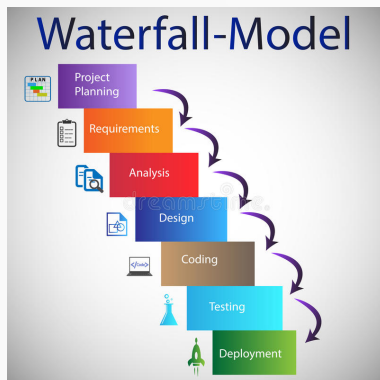 Waterfall-Model
PLAN
Project
Planning
Requirements
Analysis
Design
</>
Coding
Testing
Deployment